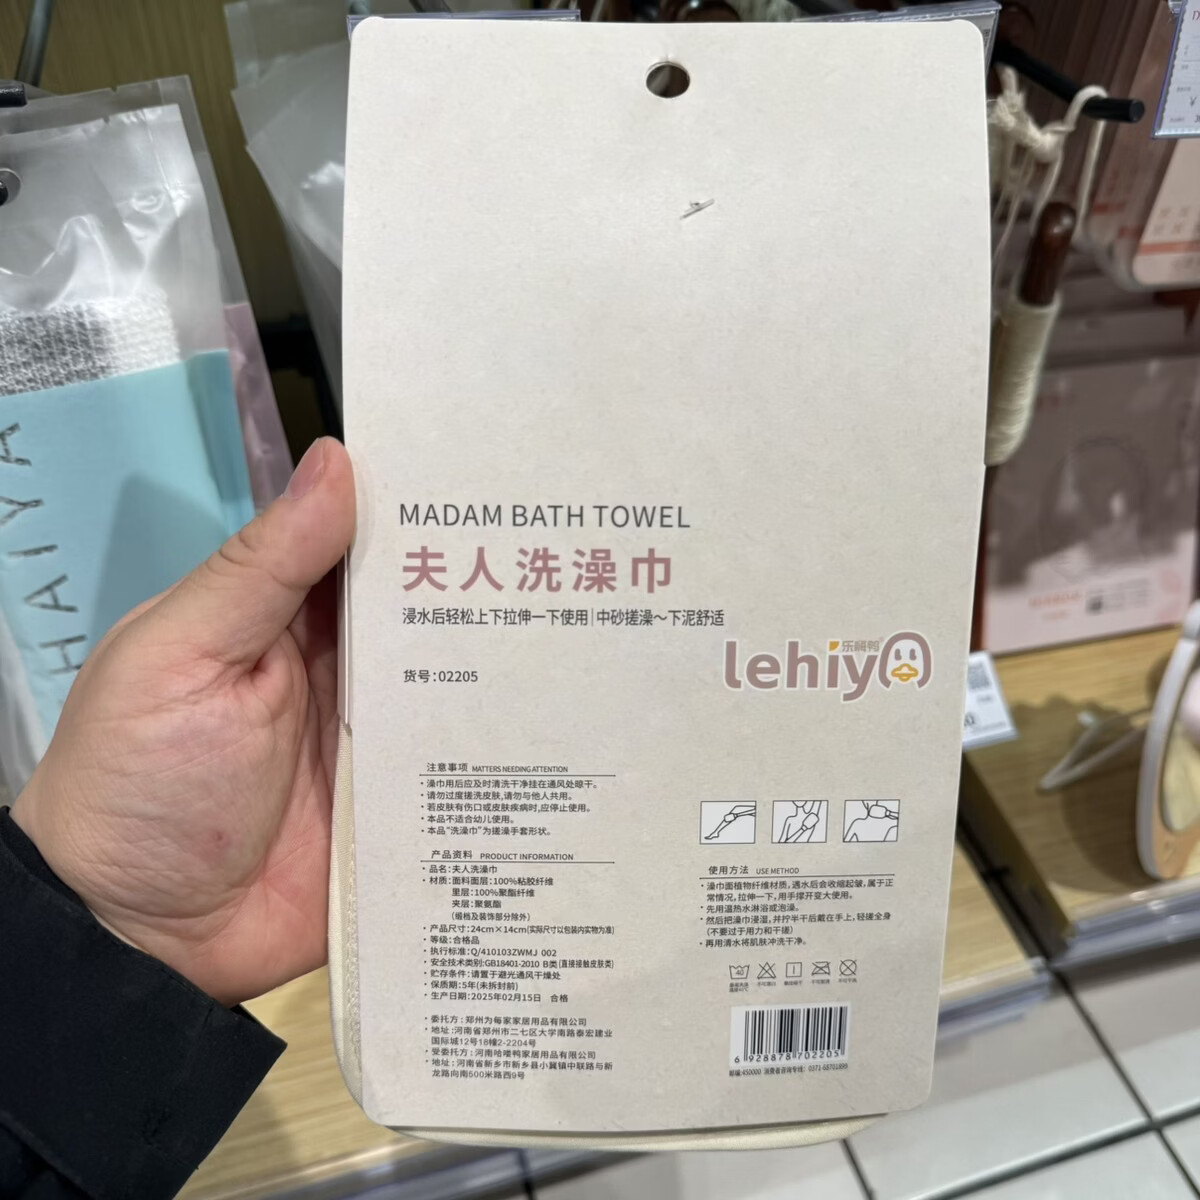 HAIYA
MADAM BATH TOWEL
夫人洗澡巾
浸水后轻松上下拉伸一下使用|中砂搓澡～下泥舒适
货号:02205
lehiy
注意事项 MATTERS NEEDING ATTENTION
· 澡巾用后应及时清洗干净挂在通风处晾干。
· 请勿过度搓洗皮肤,请勿与他人共用。
· 若皮肤有伤口或皮肤疾病时,应停止使用。
· 本品不适合幼儿使用。
· 本品“洗澡巾”为搓澡手套形状。
产品资料 PRODUCT INFORMATION
· 品名:夫人洗澡巾
· 材质:面料面层:100%粘胶纤维
里层:100%聚酯纤维
夹层:聚氨酯
(缎档及装饰部分除外)
· 产品尺寸:24cm×14cm(实际尺寸以包装内实物为准)
· 等级:合格品
· 执行标准:Q/410103ZWMJ 002
· 安全技术类别:GB18401-2010 B类(直接接触皮肤类)
· 贮存条件:请置于避光通风干燥处
· 保质期:5年(未拆封前)
· 生产日期:2025年02月15日 合格
· 委托方:郑州为每家家居用品有限公司
· 地址:河南省郑州市二七区大学南路泰宏建业
国际城12号18幢2-2204号
· 受委托方:河南哈喽鸭家居用品有限公司
· 地址:河南省新乡市新乡县小冀镇中联路与新
龙路向南500米路西9号
使用方法 USE METHOD
· 澡巾面植物纤维材质,遇水后会收缩起皱,属于正
常情况,拉伸一下,用手撑开变大使用。
· 先用温热水淋浴或泡澡。
· 然后把澡巾浸湿,并拧半干后戴在手上,轻搓全身
(不要过于用力和干搓)
· 再用清水将肌肤冲洗干净。
40
6 928878 702205
邮编:450000 消费者咨询专线: 0371-68701899